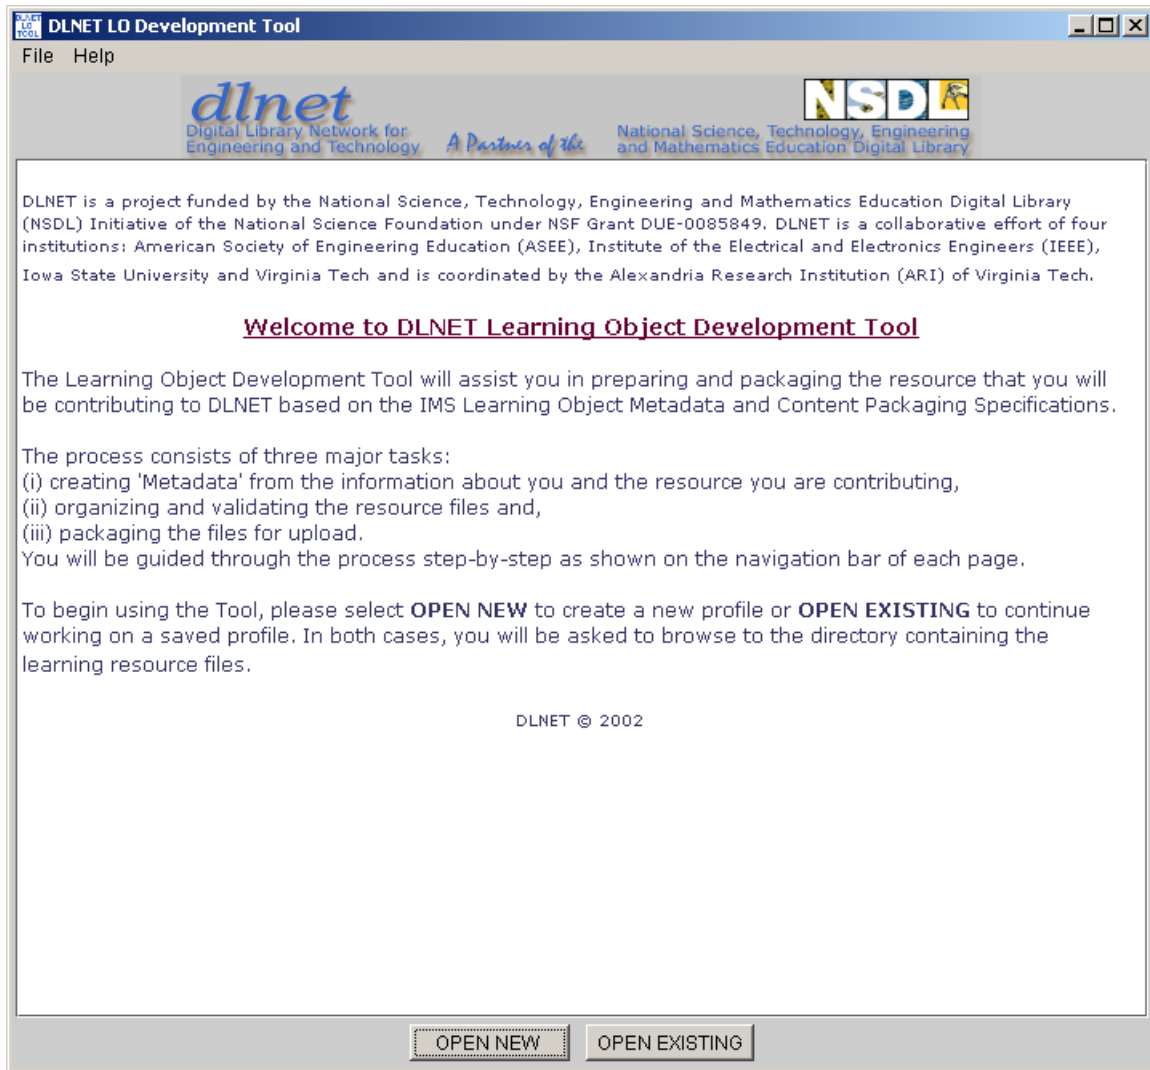 DLNET LO TOOL
DLNET LO Development Tool
File Help
dlnet
Digital Library Network for
Engineering and Technology
A Partner of the
NSDL
National Science, Technology, Engineering
and Mathematics Education Digital Library
DLNET is a project funded by the National Science, Technology, Engineering and Mathematics Education Digital Library
(NSDL) Initiative of the National Science Foundation under NSF Grant DUE-0085849. DLNET is a collaborative effort of four
institutions: American Society of Engineering Education (ASEE), Institute of the Electrical and Electronics Engineers (IEEE),
Iowa State University and Virginia Tech and is coordinated by the Alexandria Research Institution (ARI) of Virginia Tech.
Welcome to DLNET Learning Object Development Tool
The Learning Object Development Tool will assist you in preparing and packaging the resource that you will
be contributing to DLNET based on the IMS Learning Object Metadata and Content Packaging Specifications.
The process consists of three major tasks:
(i) creating 'Metadata' from the information about you and the resource you are contributing,
(ii) organizing and validating the resource files and,
(iii) packaging the files for upload.
You will be guided through the process step-by-step as shown on the navigation bar of each page.
To begin using the Tool, please select OPEN NEW to create a new profile or OPEN EXISTING to continue
working on a saved profile. In both cases, you will be asked to browse to the directory containing the
learning resource files.
DLNET © 2002
OPEN NEW OPEN EXISTING